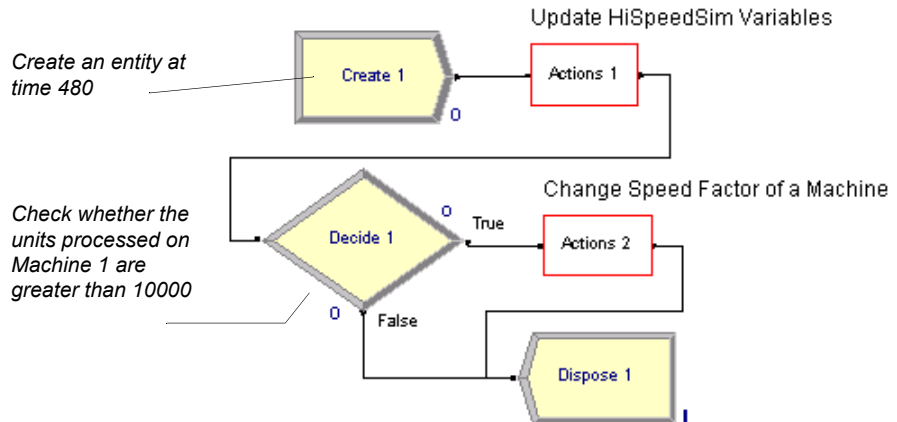 Update HiSpeedSim Variables
Create an entity at
time 480
Create 1
Actions 1
0
Change Speed Factor of a Machine
Check whether the
units processed on
Machine 1 are
greater than 10000
Decide 1
0
True
Actions 2
0
False
Dispose 1